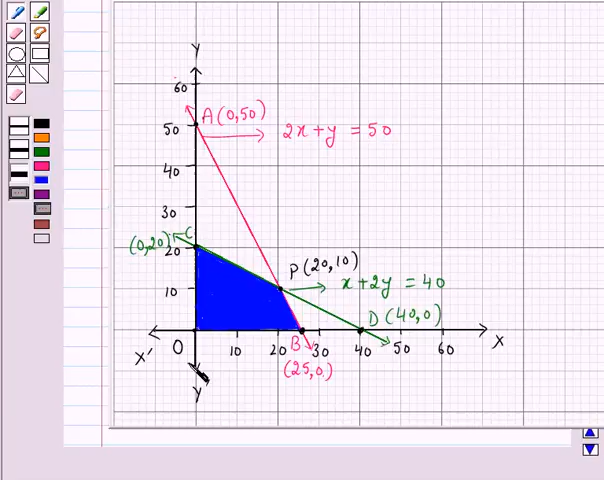 Y
60
A(0,50)
50
2x+y = 50
40
30
C
(0,20)
20
P(20,10)
10
x+2y = 40
D(40,0)
X' O 10 20 B 30 40 50 60 X
(25,0)
Y